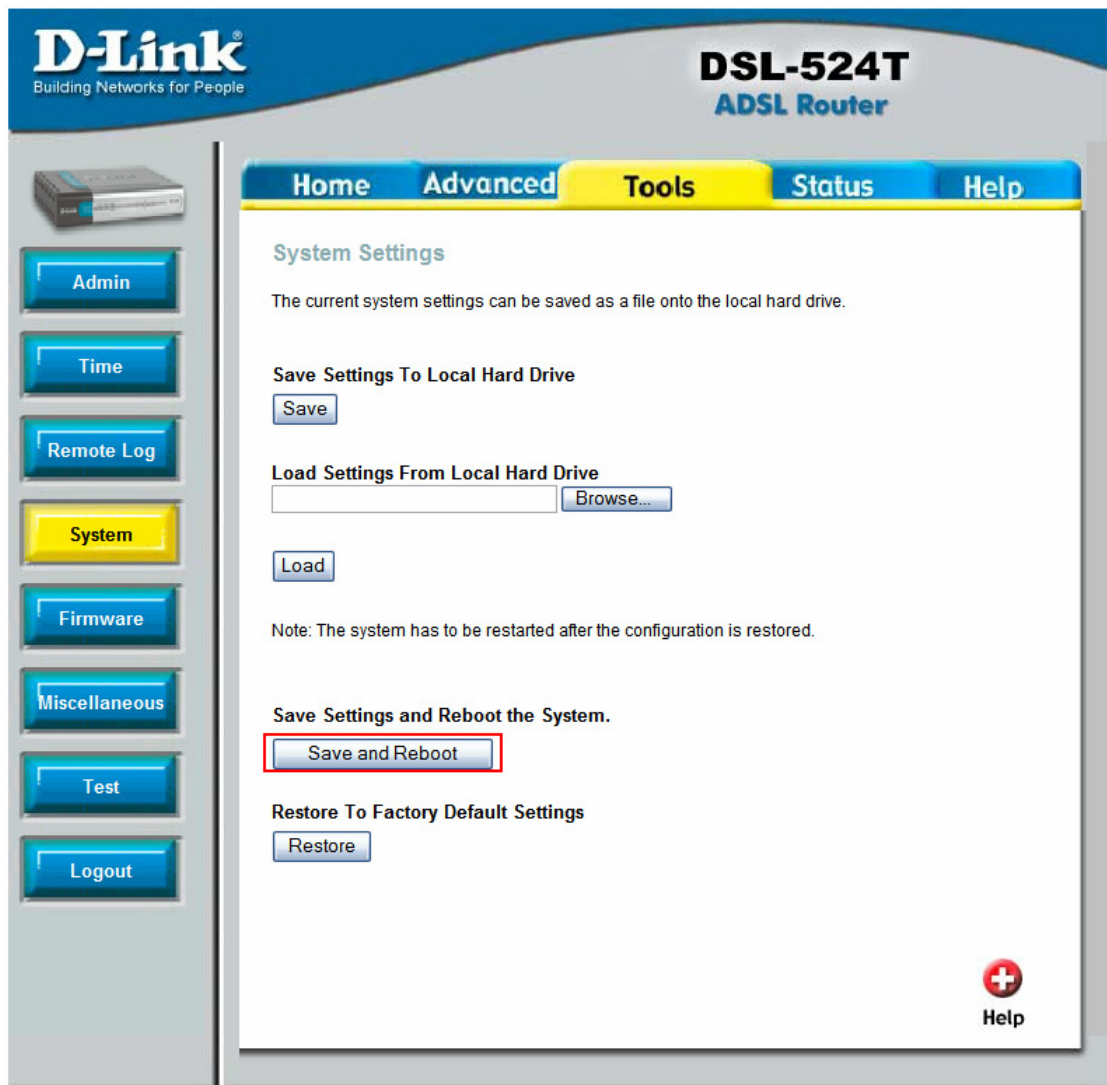 D-Link®
Building Networks for People
DSL-524T
ADSL Router
Home
Advanced
Tools
Status
Help
Admin
Time
Remote Log
System
Firmware
Miscellaneous
Test
Logout
System Settings
The current system settings can be saved as a file onto the local hard drive.
Save Settings To Local Hard Drive
Save
Load Settings From Local Hard Drive
Browse...
Load
Note: The system has to be restarted after the configuration is restored.
Save Settings and Reboot the System.
Save and Reboot
Restore To Factory Default Settings
Restore
Help